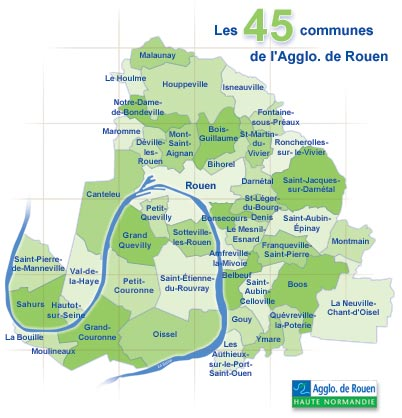 Les 45 communes
de l'Agglo. de Rouen
Malaunay
Le Houlme
Houppeville
Isneauville
Notre-Dame-
de-Bondeville
Fontaine-
sous-Préaux
Maromme
Mont-
Saint-
Aignan
Bois-
Guillaume
St-Martin-
du-
Vivier
Roncherolles-
sur-le-Vivier
Déville-
lès-
Rouen
Bihorel
Darnétal
Saint-Jacques-
sur-Darnétal
Rouen
Canteleu
St-Léger-
du-Bourg-
Denis
Petit-
Quevilly
Bonsecours
Saint-Aubin-
Épinay
Le Mesnil-
Esnard
Grand
Quevilly
Sotteville-
lès-Rouen
Franqueville-
Saint-Pierre
Montmain
Amfreville-
la-Mivoie
Saint-Pierre-
de-Manneville
Val-de-
la-Haye
Belbeuf
Petit-
Couronne
Saint-Étienne-
du-Rouvray
Saint-
Aubin-
Celloville
Boos
La Neuville-
Chant-d'Oisel
Sahurs
Hautot-
sur-Seine
Gouy
Quévreville-
la-Poterie
La Bouille
Grand-
Couronne
Oissel
Ymare
Moulineaux
Les
Authieux-
sur-le-Port-
Saint-Ouen
Agglo. de Rouen
HAUTE NORMANDIE